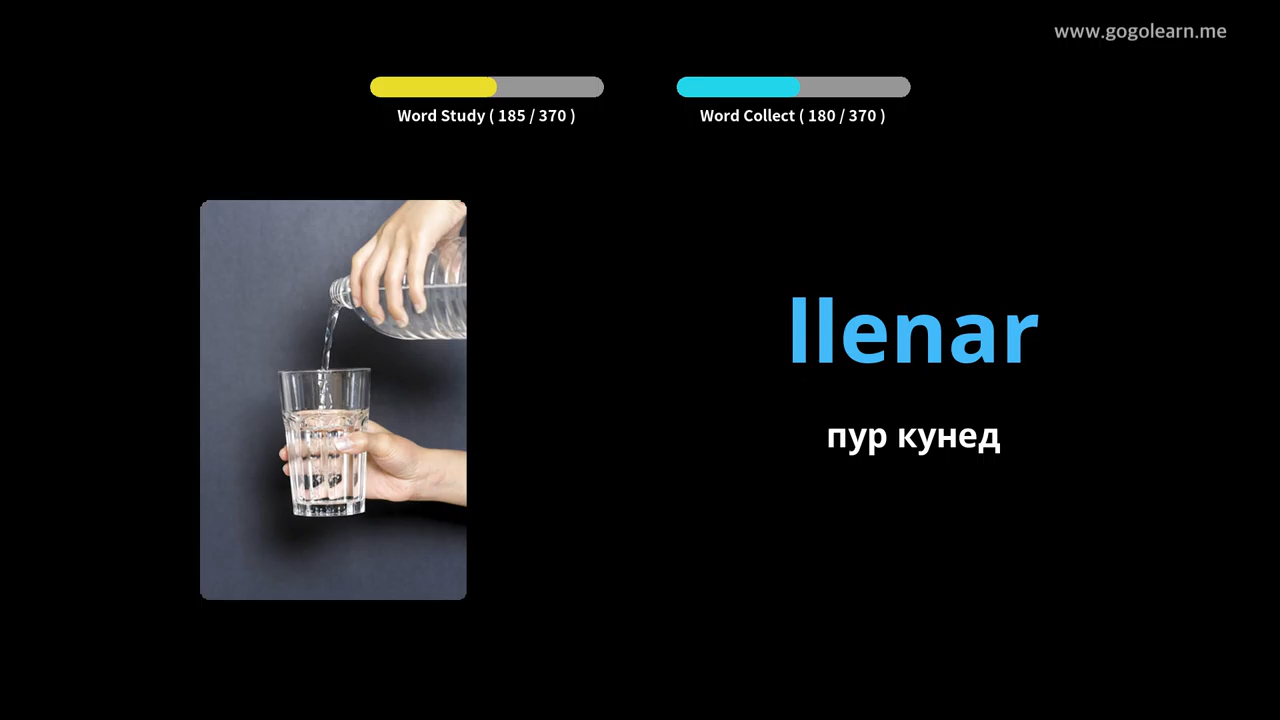 www.gogolearn.me
Word Study ( 185 / 370 )
Word Collect ( 180 / 370 )
llenar
пур кунед